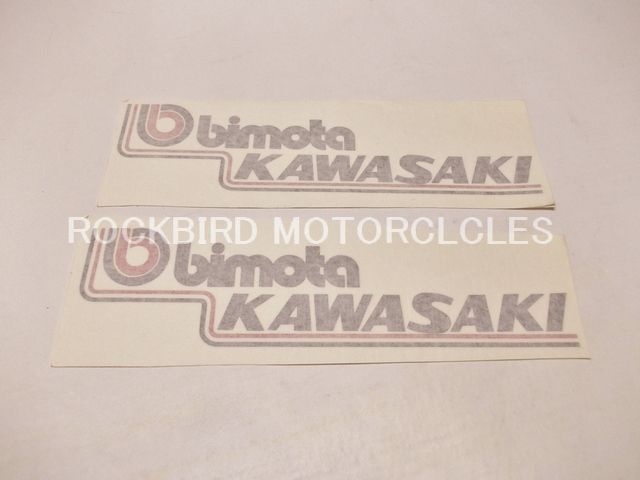 b bimota
KAWASAKI
ROCKBIRD MOTORCLCLES
b bimota
KAWASAKI